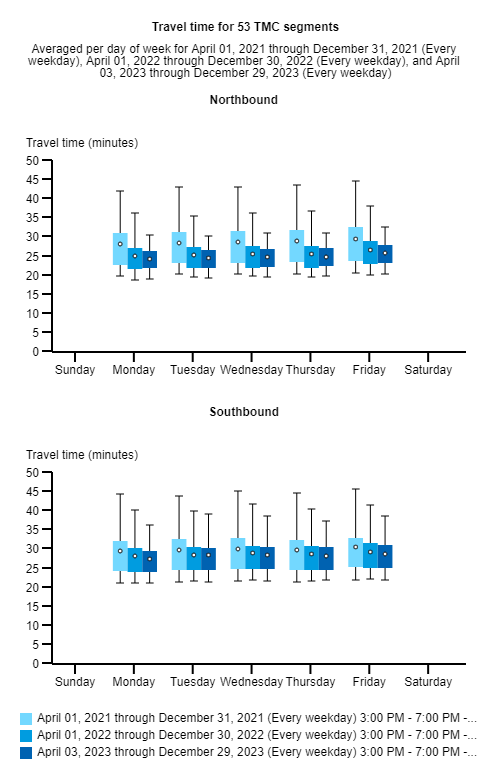 Travel time for 53 TMC segments
Averaged per day of week for April 01, 2021 through December 31, 2021 (Every
weekday), April 01, 2022 through December 30, 2022 (Every weekday), and April
03, 2023 through December 29, 2023 (Every weekday)
Northbound
Travel time (minutes)
50
45
40
35
30
25
20
15
10
5
0
Sunday Monday Tuesday Wednesday Thursday Friday Saturday
Southbound
Travel time (minutes)
50
45
40
35
30
25
20
15
10
5
0
Sunday Monday Tuesday Wednesday Thursday Friday Saturday
April 01, 2021 through December 31, 2021 (Every weekday) 3:00 PM - 7:00 PM -...
April 01, 2022 through December 30, 2022 (Every weekday) 3:00 PM - 7:00 PM -...
April 03, 2023 through December 29, 2023 (Every weekday) 3:00 PM - 7:00 PM -...